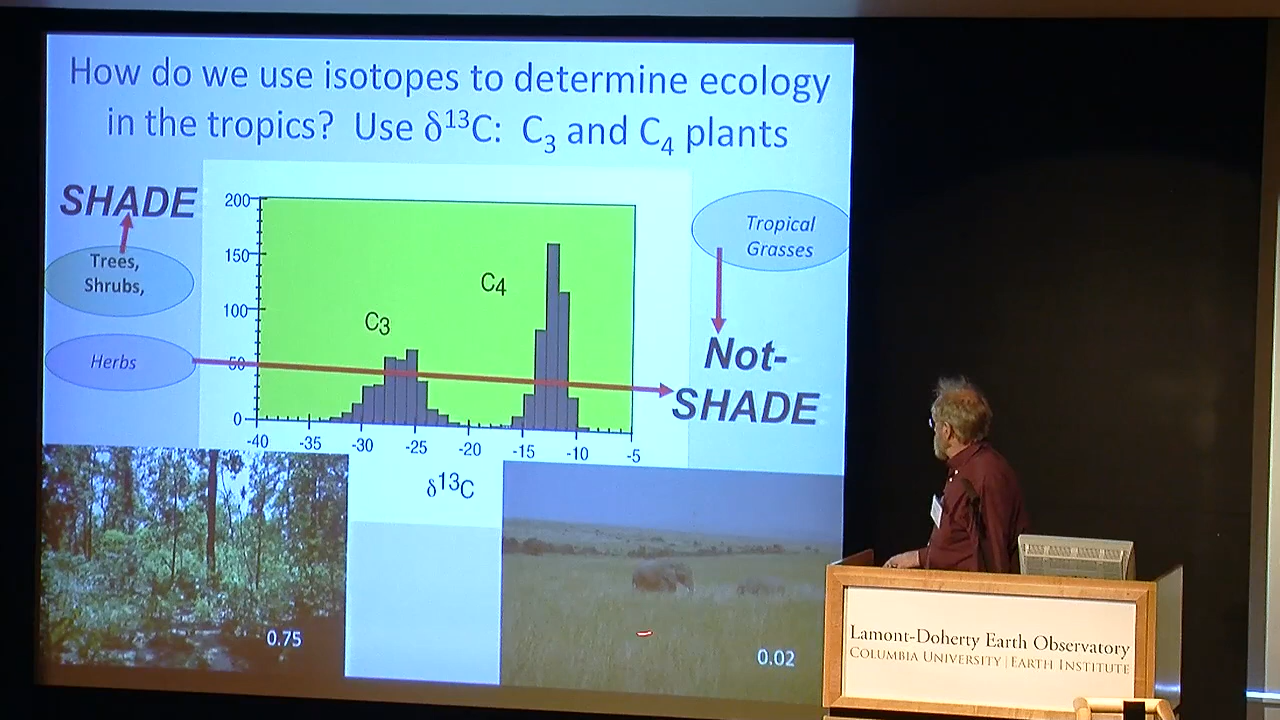 How do we use isotopes to determine ecology
in the tropics? Use δ¹³C: C₃ and C₄ plants
SHADE
Trees,
Shrubs,
Herbs
200
150
100
50
0
C₃
C₄
-40 -35 -30 -25 -20 -15 -10 -5
δ¹³C
Tropical
Grasses
Not-
SHADE
0.75
0.02
Lamont-Doherty Earth Observatory
Columbia University | Earth Institute